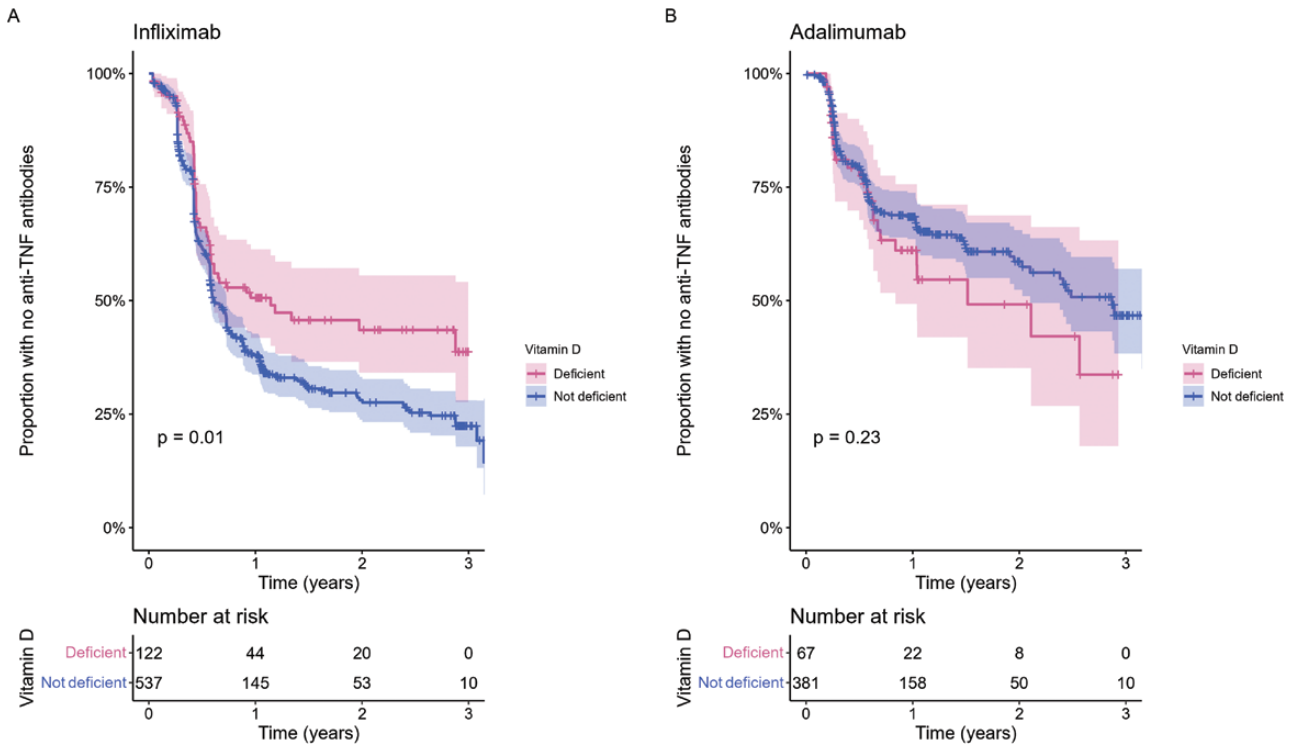 A
Infliximab
Proportion with no anti-TNF antibodies
100%
75%
50%
25%
0%
p = 0.01
0 1 2 3
Time (years)
Vitamin D
Deficient
Not deficient
Number at risk
Vitamin D
Deficient 122 44 20 0
Not deficient 537 145 53 10
0 1 2 3
Time (years)
B
Adalimumab
Proportion with no anti-TNF antibodies
100%
75%
50%
25%
0%
p = 0.23
0 1 2 3
Time (years)
Vitamin D
Deficient
Not deficient
Number at risk
Vitamin D
Deficient 67 22 8 0
Not deficient 381 158 50 10
0 1 2 3
Time (years)